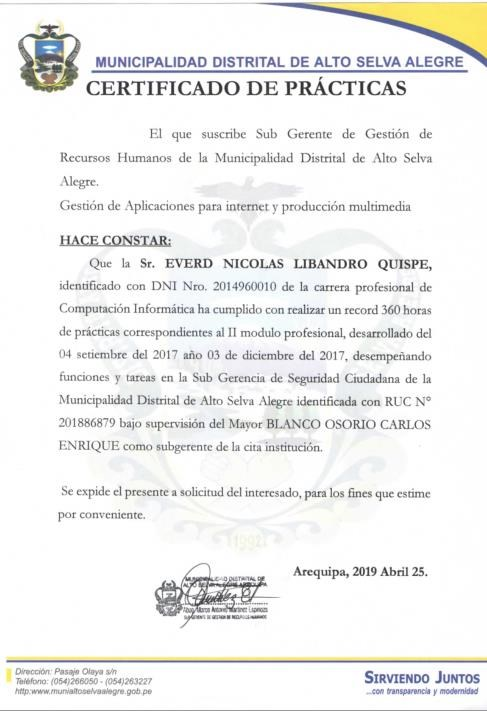 MUNICIPALIDAD DISTRITAL DE ALTO SELVA ALEGRE
CERTIFICADO DE PRÁCTICAS
El que suscribe Sub Gerente de Gestión de
Recursos Humanos de la Municipalidad Distrital de Alto Selva
Alegre.
Gestión de Aplicaciones para internet y producción multimedia
HACE CONSTAR:
Que la Sr. EVERD NICOLAS LIBANDRO QUISPE,
identificado con DNI Nro. 2014960010 de la carrera profesional de
Computación Informática ha cumplido con realizar un record 360 horas
de prácticas correspondientes al II modulo profesional, desarrollado del
04 setiembre del 2017 año 03 de diciembre del 2017, desempeñando
funciones y tareas en la Sub Gerencia de Seguridad Ciudadana de la
Municipalidad Distrital de Alto Selva Alegre identificada con RUC N°
201886879 bajo supervisión del Mayor BLANCO OSORIO CARLOS
ENRIQUE como subgerente de la cita institución.
Se expide el presente a solicitud del interesado, para los fines que estime
por conveniente.
1992
Arequipa, 2019 Abril 25.
MUNICIPALIDAD DISTRITAL DE
ALTO SELVA ALEGRE AREQUIPA
Abog. Marco Antonio Martinez Espinoza
SUB GERENTE DE GESTION DE RECURSOS HUMANOS
Dirección: Pasaje Olaya s/n
Teléfono: (054)266050 - (054)263227
http:www.munialtoselvaalegre.gob.pe
SIRVIENDO JUNTOS
...con transparencia y modernidad